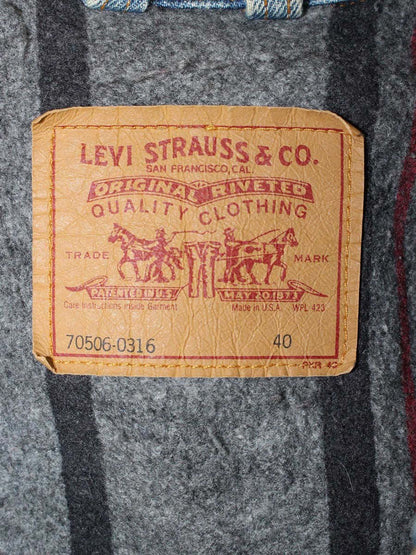 LEVI STRAUSS & CO.
SAN FRANCISCO, CAL.
ORIGINAL RIVETED
QUALITY CLOTHING
TRADE MARK
PATENTED IN U.S. MAY 20 1873
Care Instructions inside Garment Made in U.S.A. WPL 423
70506-0316 40